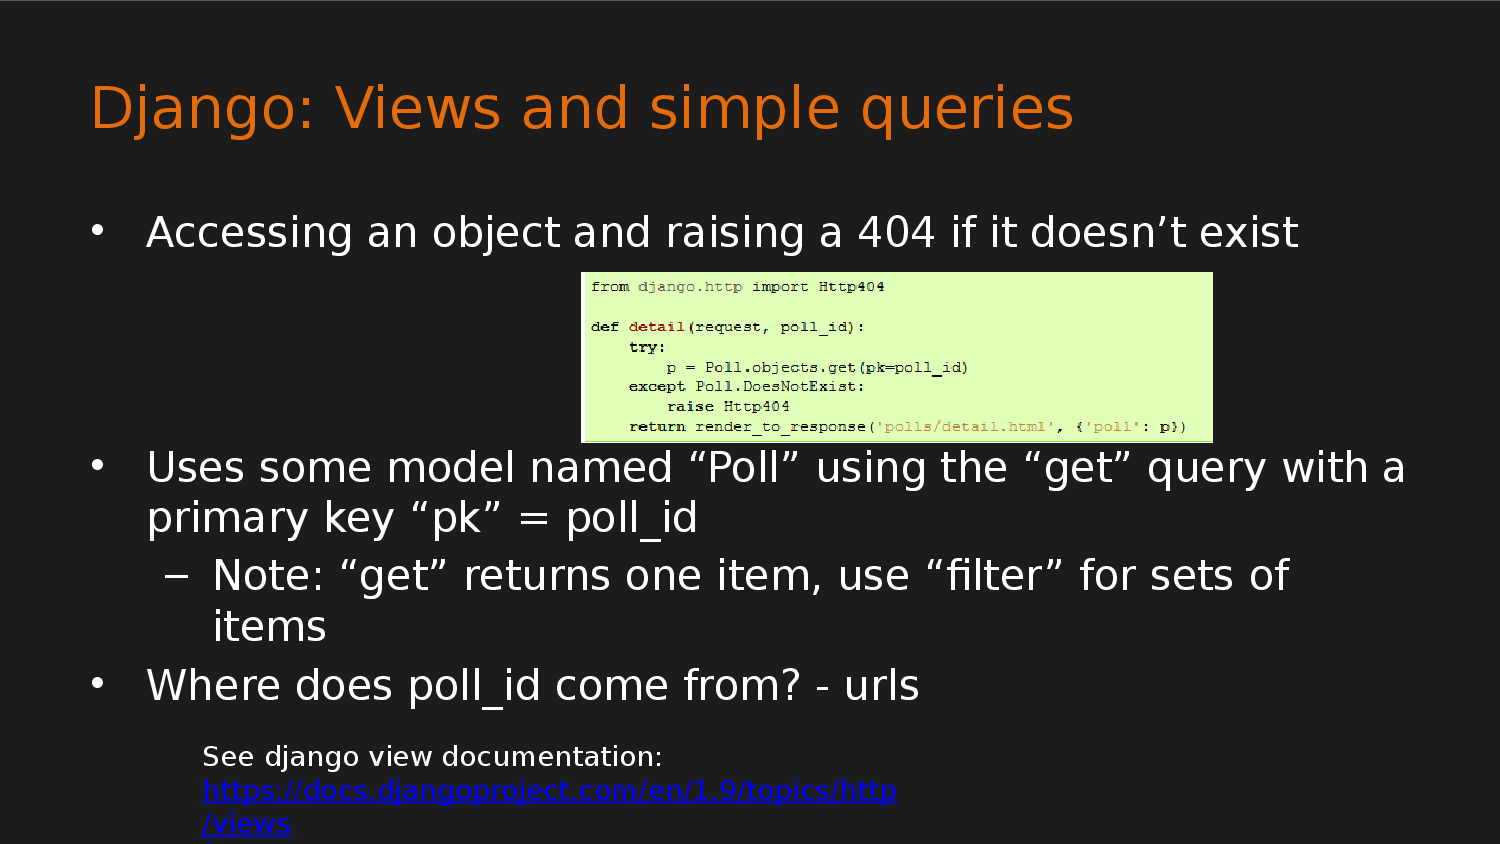 Django: Views and simple queries
• Accessing an object and raising a 404 if it doesn’t exist
from django.http import Http404
def detail(request, poll_id):
    try:
        p = Poll.objects.get(pk=poll_id)
    except Poll.DoesNotExist:
        raise Http404
    return render_to_response('polls/detail.html', {'poll': p})
• Uses some model named “Poll” using the “get” query with a
primary key “pk” = poll_id
– Note: “get” returns one item, use “filter” for sets of
items
• Where does poll_id come from? - urls
See django view documentation:
https://docs.djangoproject.com/en/1.9/topics/http
/views